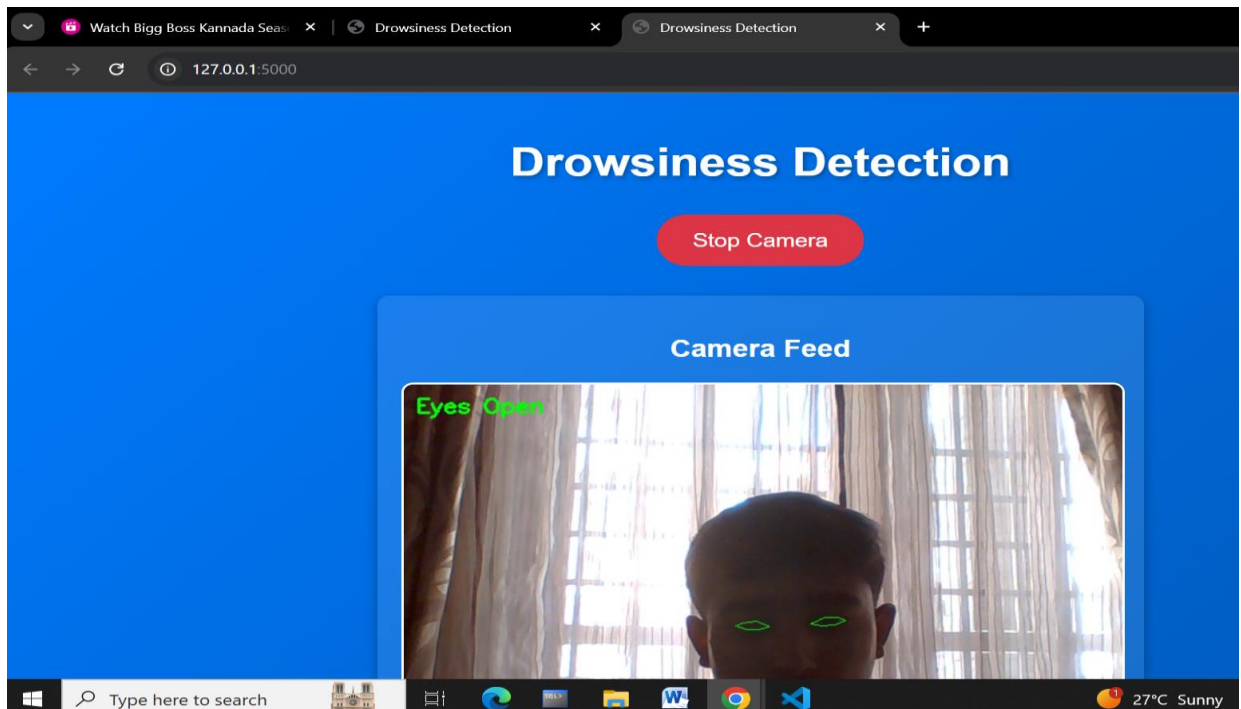 Watch Bigg Boss Kannada Seas
Drowsiness Detection
Drowsiness Detection
127.0.0.1:5000
Drowsiness Detection
Stop Camera
Camera Feed
Eyes Open
Type here to search
1
27°C Sunny